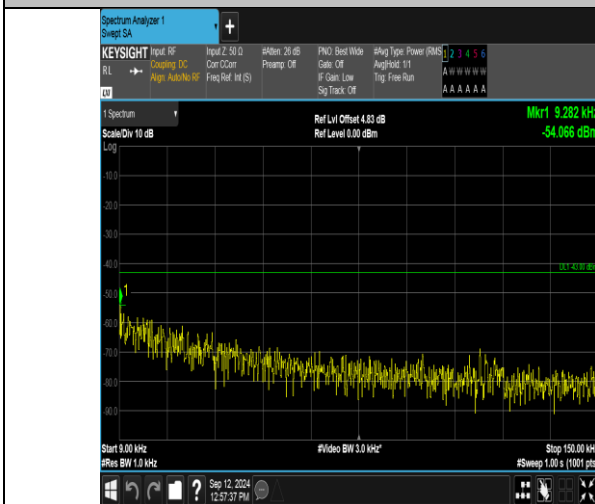 Spectrum Analyzer 1
Swept SA
+
KEYSIGHT
RL
LXI
Input: RF
Coupling: DC
Align: Auto/No RF
Input Z: 50 Ω
Corr CCorr
Freq Ref: Int (S)
#Atten: 26 dB
Preamp: Off
PNO: Best Wide
Gate: Off
IF Gain: Low
Sig Track: Off
#Avg Type: Power (RMS
Avg|Hold: 1/1
Trig: Free Run
1 2 3 4 5 6
A W W W W W
A A A A A A
1 Spectrum
Scale/Div 10 dB
Log
Ref Lvl Offset 4.83 dB
Ref Level 0.00 dBm
Mkr1 9.282 kHz
-54.066 dBm
-10.0
-20.0
-30.0
-40.0
DL1 -43.00 dBm
-50.0
1
-60.0
-70.0
-80.0
-90.0
Start 9.00 kHz
#Res BW 1.0 kHz
#Video BW 3.0 kHz*
Stop 150.00 kHz
#Sweep 1.00 s (1001 pts
?
Sep 12, 2024
12:57:37 PM